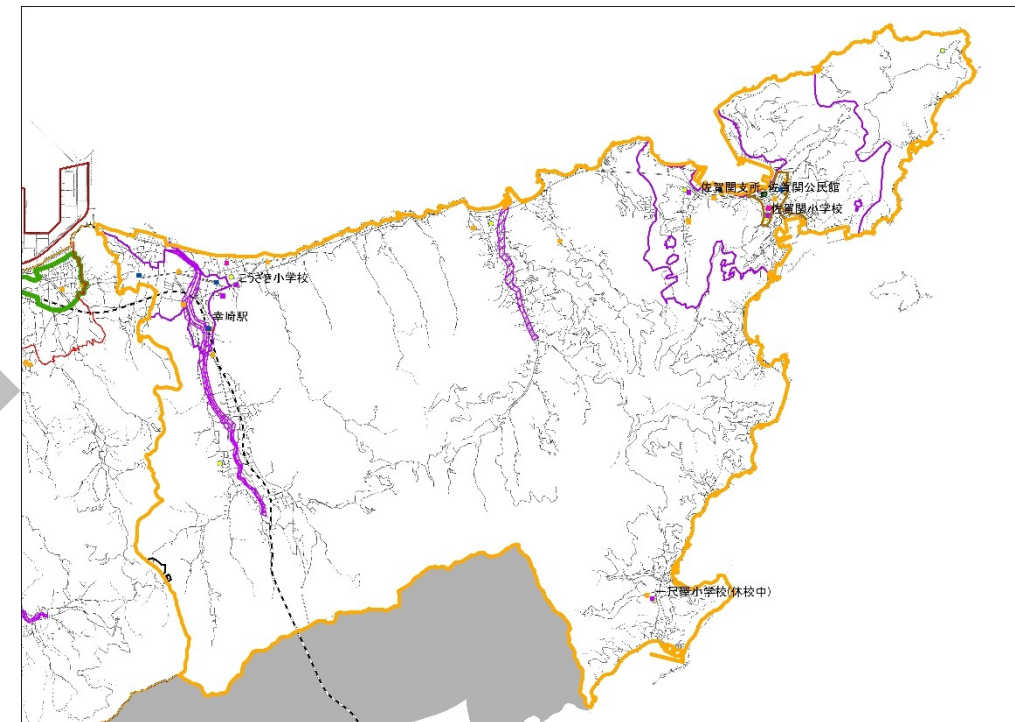 佐賀関支所 佐賀関公民館
佐賀関小学校
こうざき小学校
幸崎駅
一尺屋小学校(休校中)